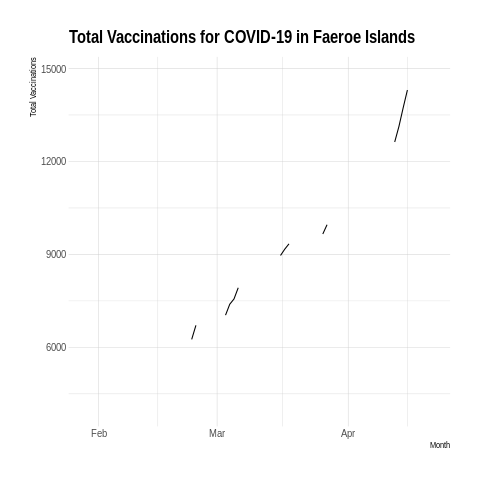 Total Vaccinations for COVID-19 in Faeroe Islands
Total Vaccinations
15000
12000
9000
6000
Feb
Mar
Apr
Month